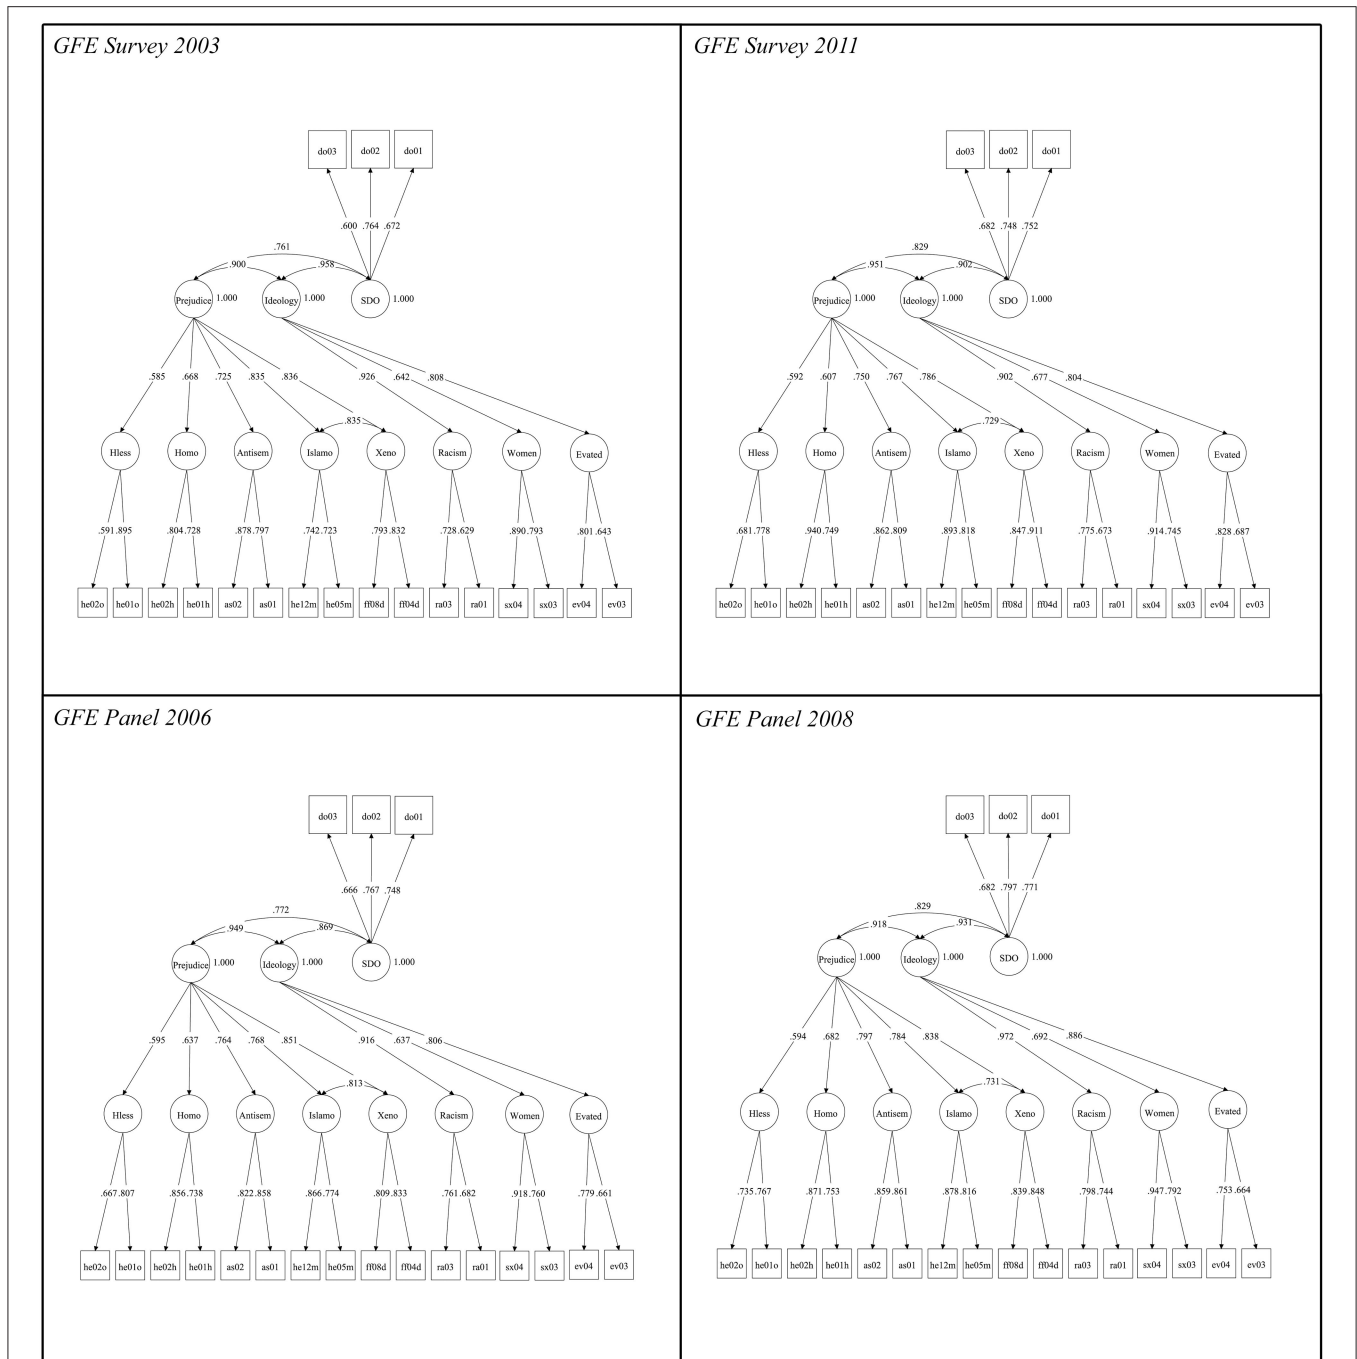 GFE Survey 2003
do03 do02 do01
.600 .764 .672
.761
.900 .958
Prejudice 1.000 Ideology 1.000 SDO 1.000
.585 .668 .725 .835 .836 .926 .642 .808
.835
Hless Homo Antisem Islamo Xeno Racism Women Evated
.591 .895 .804 .728 .878 .797 .742 .723 .793 .832 .728 .629 .890 .793 .801 .643
he02o he01o he02h he01h as02 as01 he12m he05m ff08d ff04d ra03 ra01 sx04 sx03 ev04 ev03
GFE Survey 2011
do03 do02 do01
.682 .748 .752
.829
.951 .902
Prejudice 1.000 Ideology 1.000 SDO 1.000
.592 .607 .750 .767 .786 .902 .677 .804
.729
Hless Homo Antisem Islamo Xeno Racism Women Evated
.681 .778 .940 .749 .862 .809 .893 .818 .847 .911 .775 .673 .914 .745 .828 .687
he02o he01o he02h he01h as02 as01 he12m he05m ff08d ff04d ra03 ra01 sx04 sx03 ev04 ev03
GFE Panel 2006
do03 do02 do01
.666 .767 .748
.772
.949 .869
Prejudice 1.000 Ideology 1.000 SDO 1.000
.595 .637 .764 .768 .851 .916 .637 .806
.813
Hless Homo Antisem Islamo Xeno Racism Women Evated
.667 .807 .856 .738 .822 .858 .866 .774 .809 .833 .761 .682 .918 .760 .779 .661
he02o he01o he02h he01h as02 as01 he12m he05m ff08d ff04d ra03 ra01 sx04 sx03 ev04 ev03
GFE Panel 2008
do03 do02 do01
.682 .797 .771
.829
.918 .931
Prejudice 1.000 Ideology 1.000 SDO 1.000
.594 .682 .797 .784 .838 .972 .692 .886
.731
Hless Homo Antisem Islamo Xeno Racism Women Evated
.735 .767 .871 .753 .859 .861 .878 .816 .839 .848 .798 .744 .947 .792 .753 .664
he02o he01o he02h he01h as02 as01 he12m he05m ff08d ff04d ra03 ra01 sx04 sx03 ev04 ev03